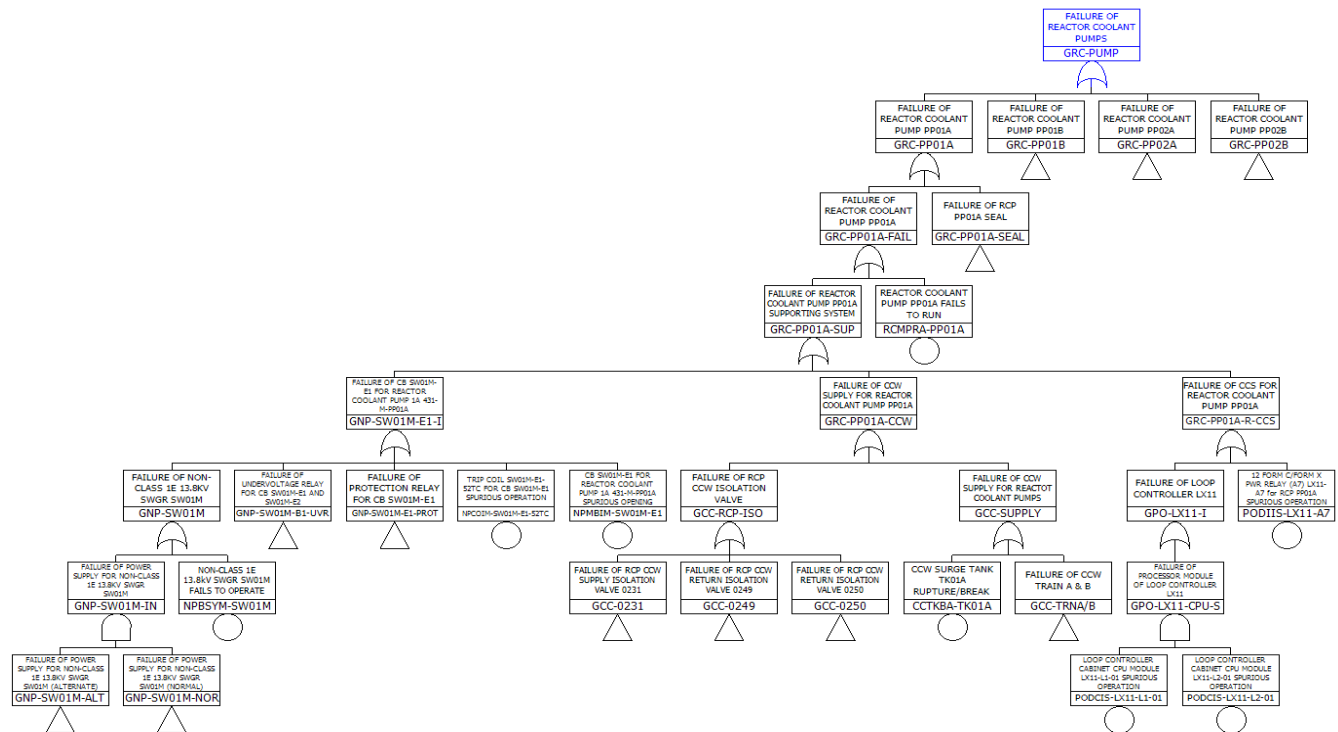 FAILURE OF
REACTOR COOLANT
PUMPS
GRC-PUMP
FAILURE OF
REACTOR COOLANT
PUMP PP01A
GRC-PP01A
FAILURE OF
REACTOR COOLANT
PUMP PP01B
GRC-PP01B
FAILURE OF
REACTOR COOLANT
PUMP PP02A
GRC-PP02A
FAILURE OF
REACTOR COOLANT
PUMP PP02B
GRC-PP02B
FAILURE OF
REACTOR COOLANT
PUMP PP01A
GRC-PP01A-FAIL
FAILURE OF RCP
PP01A SEAL
GRC-PP01A-SEAL
FAILURE OF REACTOR
COOLANT PUMP PP01A
SUPPORTING SYSTEM
GRC-PP01A-SUP
REACTOR COOLANT
PUMP PP01A FAILS
TO RUN
RCMPRA-PP01A
FAILURE OF CB SW01M-
E1 FOR REACTOR
COOLANT PUMP 1A 431-
M-PP01A
GNP-SW01M-E1-I
FAILURE OF CCW
SUPPLY FOR REACTOR
COOLANT PUMP PP01A
GRC-PP01A-CCW
FAILURE OF CCS FOR
REACTOR COOLANT
PUMP PP01A
GRC-PP01A-R-CCS
FAILURE OF NON-
CLASS 1E 13.8KV
SWGR SW01M
GNP-SW01M
FAILURE OF
UNDERVOLTAGE RELAY
FOR CB SW01M-E1 AND
SW01M-E2
GNP-SW01M-B1-UVR
FAILURE OF
PROTECTION RELAY
FOR CB SW01M-E1
GNP-SW01M-E1-PROT
TRIP COIL SW01M-E1-
52TC FOR CB SW01M-E1
SPURIOUS OPERATION
NPCOIM-SW01M-E1-52TC
CB SW01M-E1 FOR
REACTOR COOLANT
PUMP 1A 431-M-PP01A
SPURIOUS OPENING
NPMBIM-SW01M-E1
FAILURE OF RCP
CCW ISOLATION
VALVE
GCC-RCP-ISO
FAILURE OF CCW
SUPPLY FOR REACTOT
COOLANT PUMPS
GCC-SUPPLY
FAILURE OF LOOP
CONTROLLER LX11
GPO-LX11-I
12 FORM C/FORM X
PWR RELAY (A7) LX11-
A7 for RCP PP01A
SPURIOUS OPERATION
PODIIS-LX11-A7
FAILURE OF POWER
SUPPLY FOR NON-CLASS
1E 13.8KV SWGR
SW01M
GNP-SW01M-IN
NON-CLASS 1E
13.8kV SWGR SW01M
FAILS TO OPERATE
NPBSYM-SW01M
FAILURE OF RCP CCW
SUPPLY ISOLATION
VALVE 0231
GCC-0231
FAILURE OF RCP CCW
RETURN ISOLATION
VALVE 0249
GCC-0249
FAILURE OF RCP CCW
RETURN ISOLATION
VALVE 0250
GCC-0250
CCW SURGE TANK
TK01A
RUPTURE/BREAK
CCTKBA-TK01A
FAILURE OF CCW
TRAIN A & B
GCC-TRNA/B
FAILURE OF
PROCESSOR MODULE
OF LOOP CONTROLLER
LX11
GPO-LX11-CPU-S
FAILURE OF POWER
SUPPLY FOR NON-CLASS
1E 13.8KV SWGR
SW01M (ALTERNATE)
GNP-SW01M-ALT
FAILURE OF POWER
SUPPLY FOR NON-CLASS
1E 13.8KV SWGR
SW01M (NORMAL)
GNP-SW01M-NOR
LOOP CONTROLLER
CABINET CPU MODULE
LX11-L1-01 SPURIOUS
OPERATION
PODCIS-LX11-L1-01
LOOP CONTROLLER
CABINET CPU MODULE
LX11-L2-01 SPURIOUS
OPERATION
PODCIS-LX11-L2-01